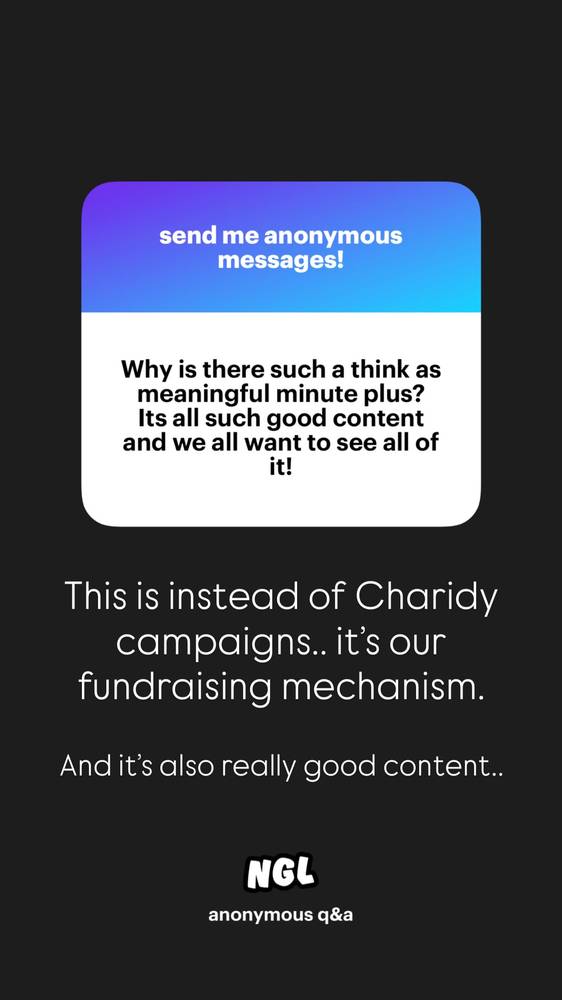 send me anonymous
messages!
Why is there such a think as
meaningful minute plus?
Its all such good content
and we all want to see all of
it!
This is instead of Charidy
campaigns.. it’s our
fundraising mechanism.
And it’s also really good content..
NGL
anonymous q&a